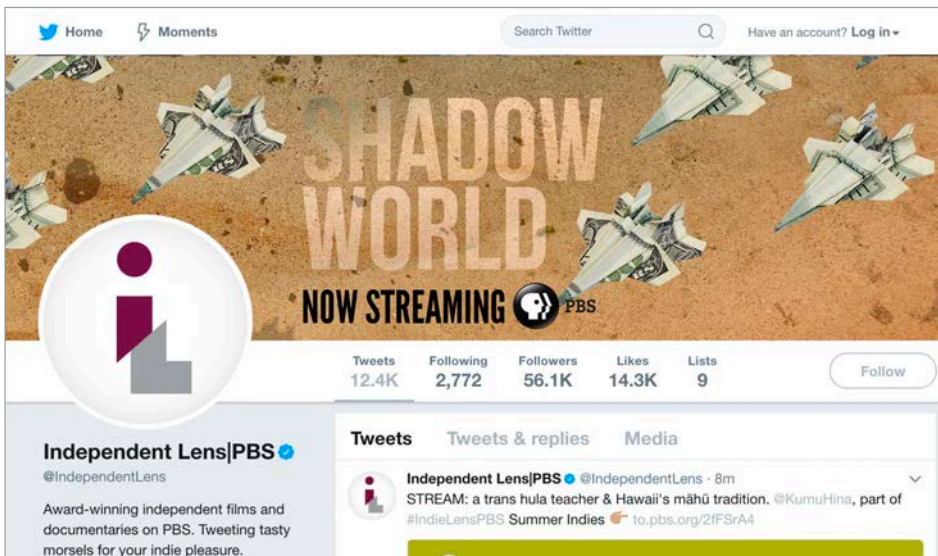 Home Moments Search Twitter Have an account? Log in
SHADOW
WORLD
NOW STREAMING PBS
Tweets Following Followers Likes Lists
12.4K 2,772 56.1K 14.3K 9 Follow
Independent Lens|PBS
@IndependentLens
Award-winning independent films and
documentaries on PBS. Tweeting tasty
morsels for your indie pleasure.
Tweets Tweets & replies Media
Independent Lens|PBS @IndependentLens · 8m
STREAM: a trans hula teacher & Hawaii's māhū tradition. @KumuHina, part of
#IndieLensPBS Summer Indies to.pbs.org/2fFSrA4